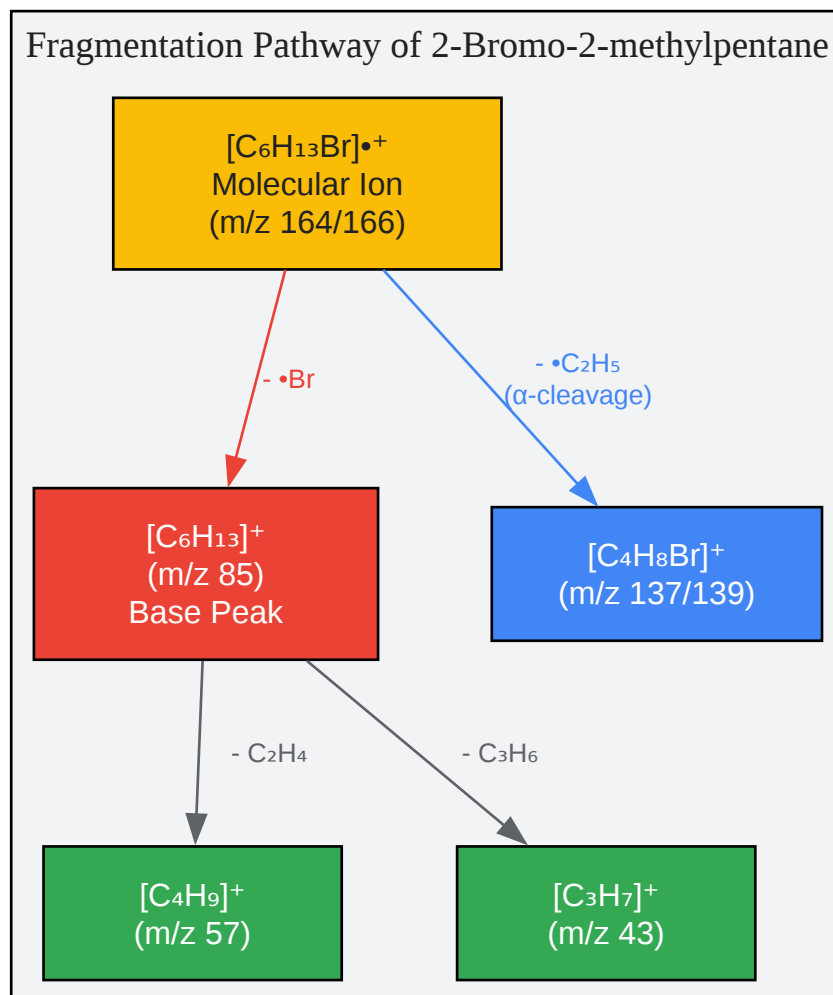 Fragmentation Pathway of 2-Bromo-2-methylpentane
[C₆H₁₃Br]•⁺
Molecular Ion
(m/z 164/166)
- •Br
- •C₂H₅
(α-cleavage)
[C₆H₁₃]⁺
(m/z 85)
Base Peak
[C₄H₈Br]⁺
(m/z 137/139)
- C₂H₄
- C₃H₆
[C₄H₉]⁺
(m/z 57)
[C₃H₇]⁺
(m/z 43)